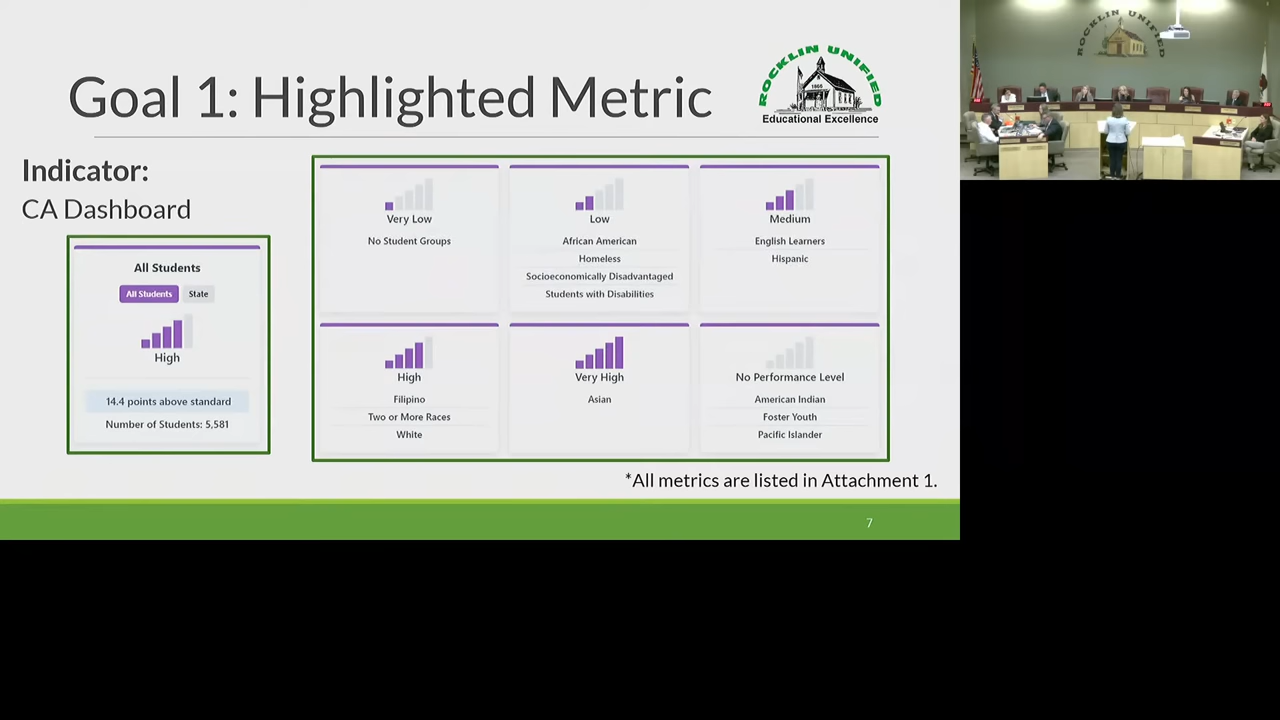 Goal 1: Highlighted Metric
ROCKLIN UNIFIED
1866
Educational Excellence
Indicator:
CA Dashboard
All Students
All Students State
High
14.4 points above standard
Number of Students: 5,581
Very Low
No Student Groups
Low
African American
Homeless
Socioeconomically Disadvantaged
Students with Disabilities
Medium
English Learners
Hispanic
High
Filipino
Two or More Races
White
Very High
Asian
No Performance Level
American Indian
Foster Youth
Pacific Islander
*All metrics are listed in Attachment 1.
7
ROCKLIN UNIFIED